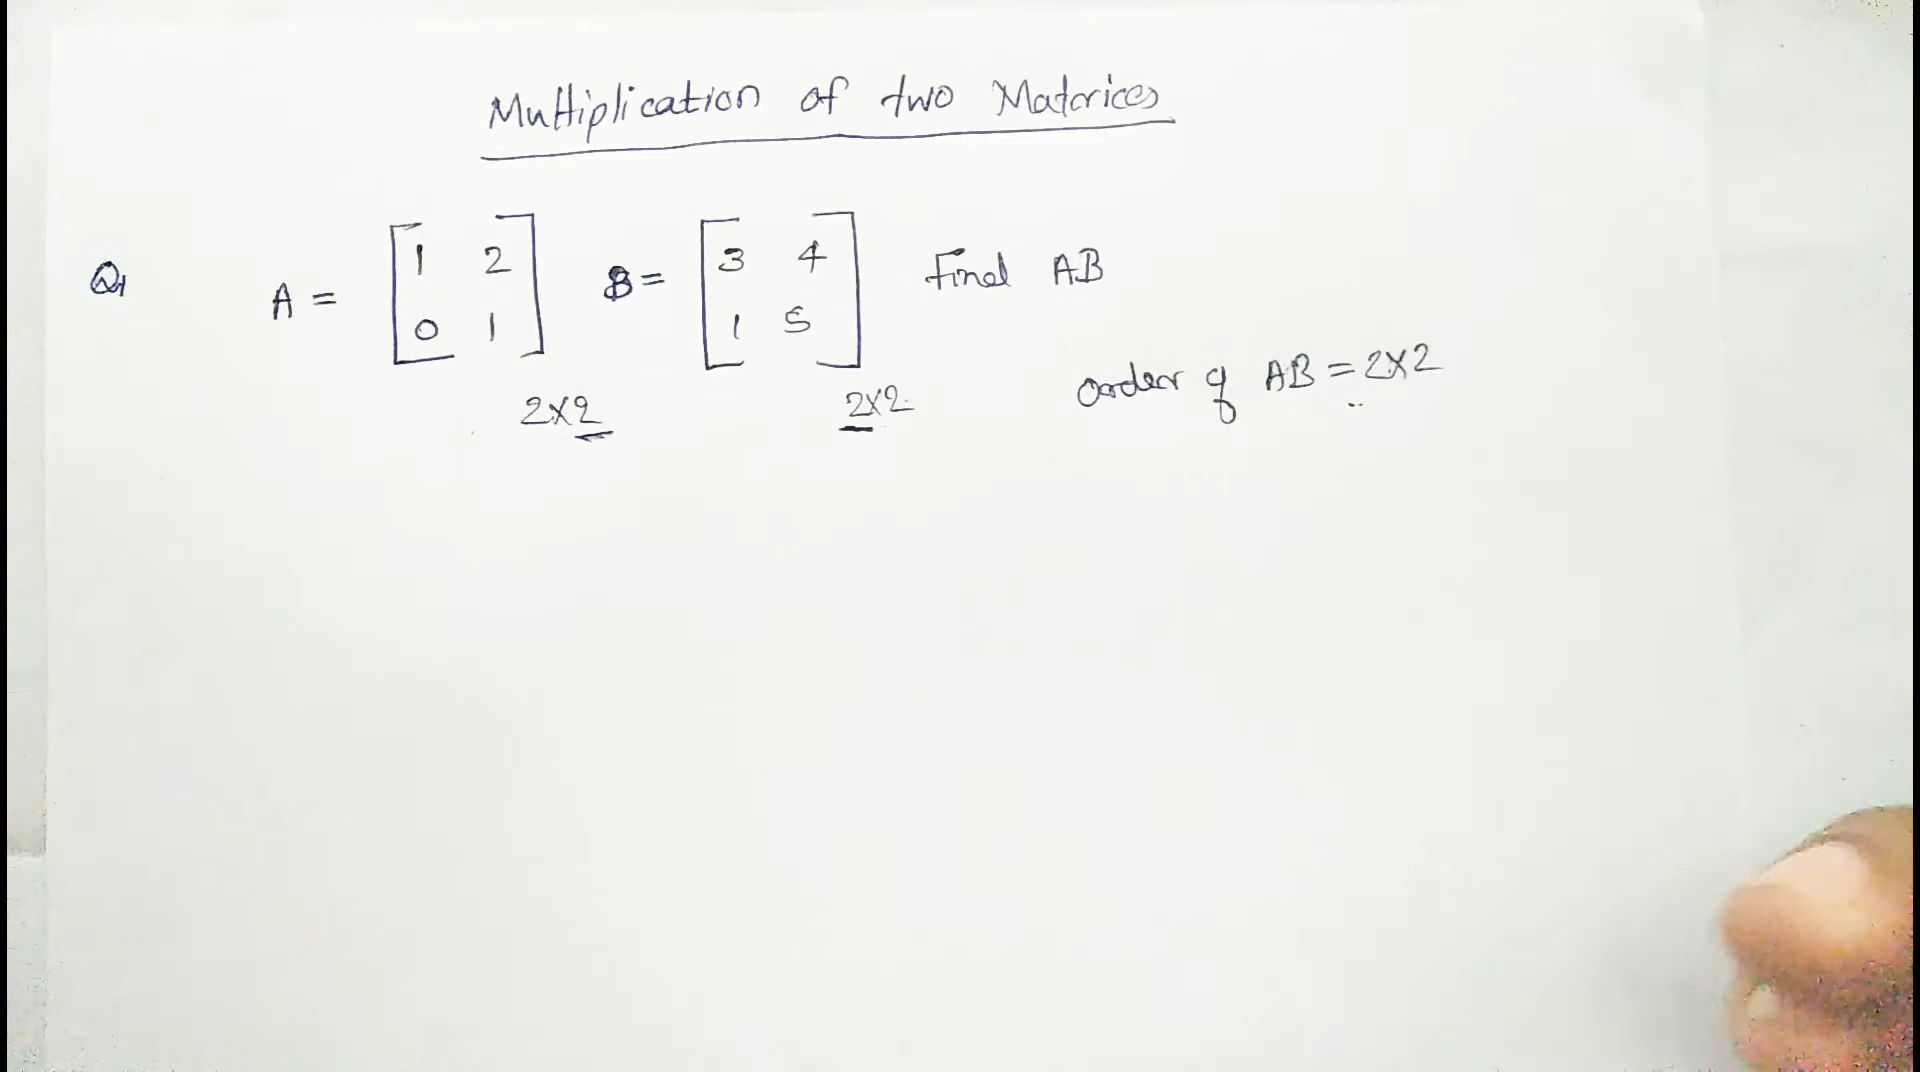 Multiplication of two Matrices
Q1 A = [1 2 B = [3 4 Find AB
0 1] 1 5]
2×2 2×2 order of AB = 2×2